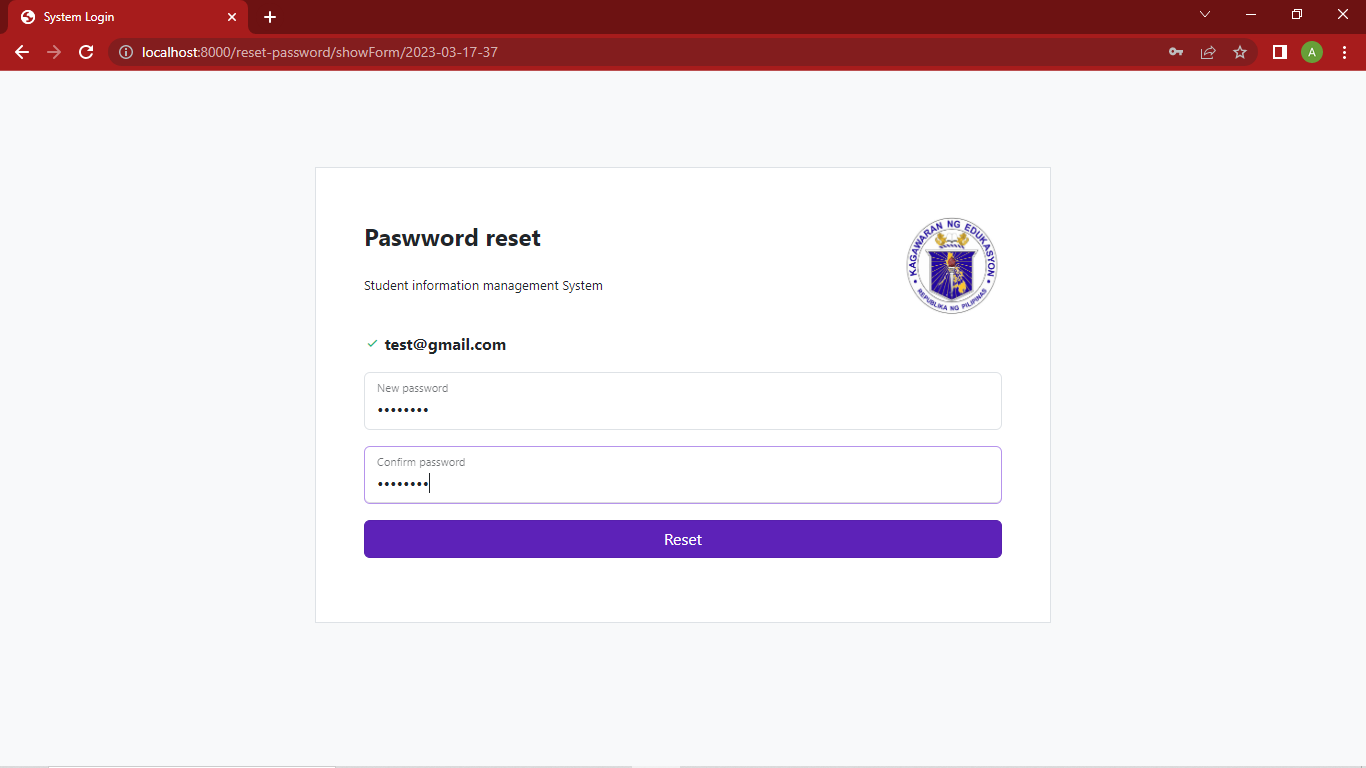 System Login
localhost:8000/reset-password/showForm/2023-03-17-37
A
Paswword reset
KAGAWARAN NG EDUKASYON
REPUBLIKA NG PILIPINAS
Student information management System
test@gmail.com
New password
••••••••
Confirm password
••••••••
Reset